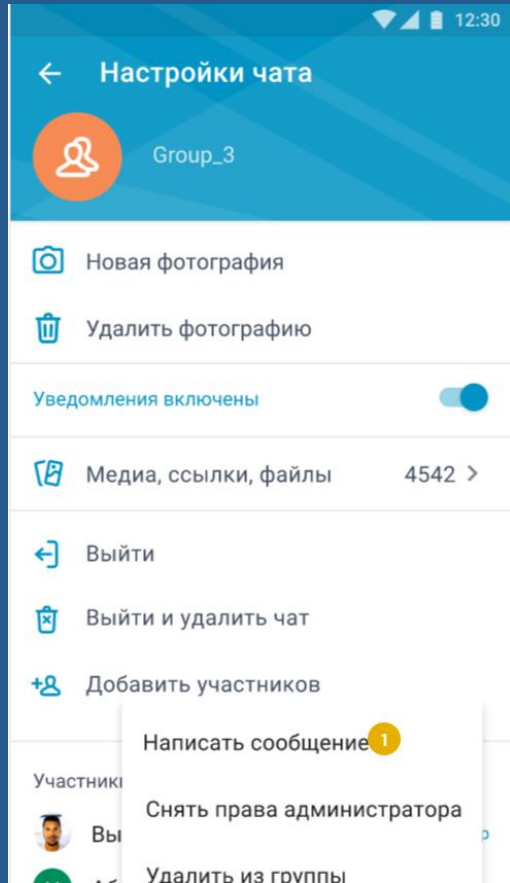 12:30
Настройки чата
Group_3
Новая фотография
Удалить фотографию
Уведомления включены
Медиа, ссылки, файлы 4542
Выйти
Выйти и удалить чат
Добавить участников
Написать сообщение 1
Снять права администратора
Удалить из группы